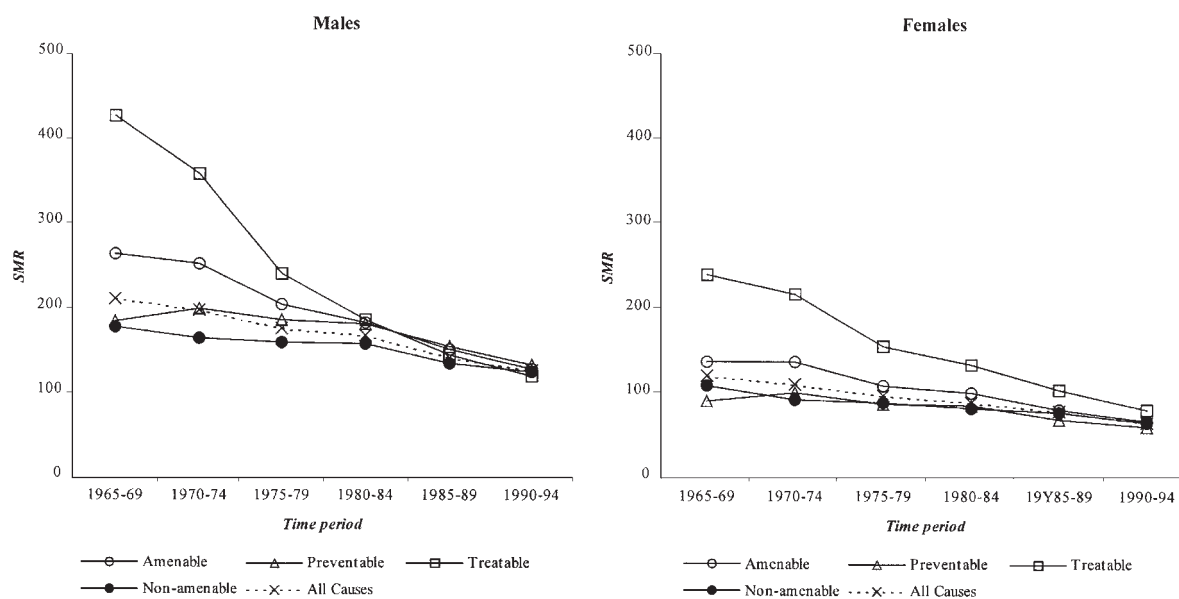 Males
500
400
300
200
100
0
SMR
1965-69 1970-74 1975-79 1980-84 1985-89 1990-94
Time period
Amenable Preventable Treatable
Non-amenable All Causes
Females
500
400
300
200
100
0
SMR
1965-69 1970-74 1975-79 1980-84 19Y85-89 1990-94
Time period
Amenable Preventable Treatable
Non-amenable All Causes